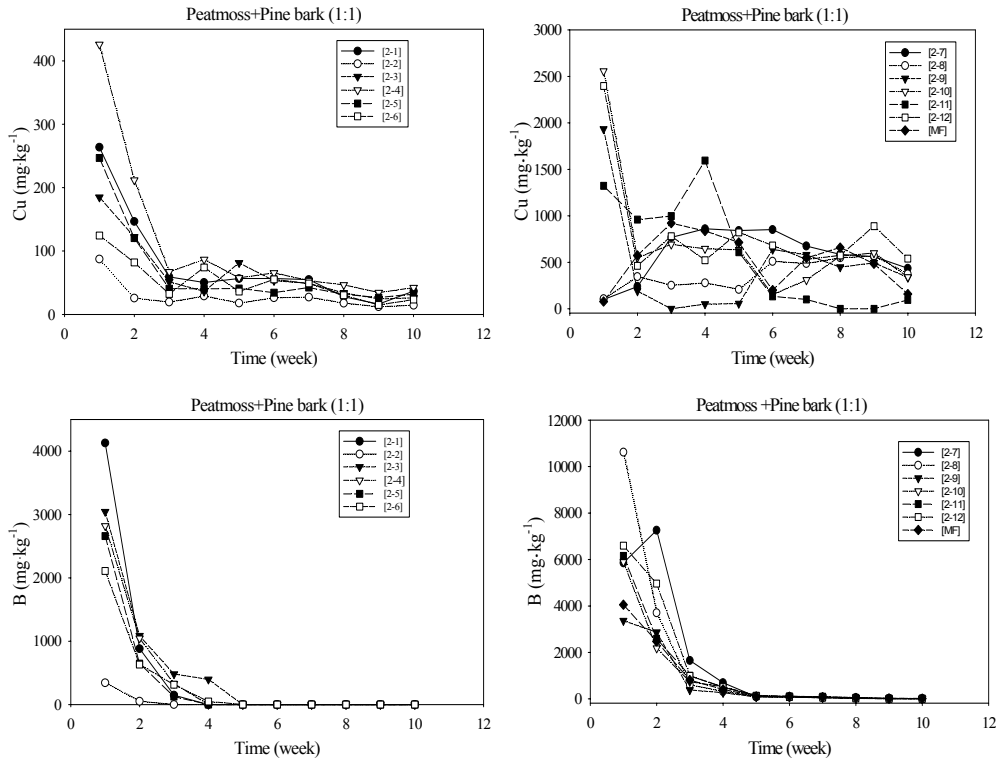 Peatmoss+Pine bark (1:1)
Cu (mg·kg⁻¹)
400
300
200
100
0
0 2 4 6 8 10 12
Time (week)
[2-1]
[2-2]
[2-3]
[2-4]
[2-5]
[2-6]
Peatmoss+Pine bark (1:1)
Cu (mg·kg⁻¹)
3000
2500
2000
1500
1000
500
0
0 2 4 6 8 10 12
Time (week)
[2-7]
[2-8]
[2-9]
[2-10]
[2-11]
[2-12]
[MF]
Peatmoss+Pine bark (1:1)
B (mg·kg⁻¹)
4000
3000
2000
1000
0
0 2 4 6 8 10 12
Time (week)
[2-1]
[2-2]
[2-3]
[2-4]
[2-5]
[2-6]
Peatmoss +Pine bark (1:1)
B (mg·kg⁻¹)
12000
10000
8000
6000
4000
2000
0
0 2 4 6 8 10 12
Time (week)
[2-7]
[2-8]
[2-9]
[2-10]
[2-11]
[2-12]
[MF]